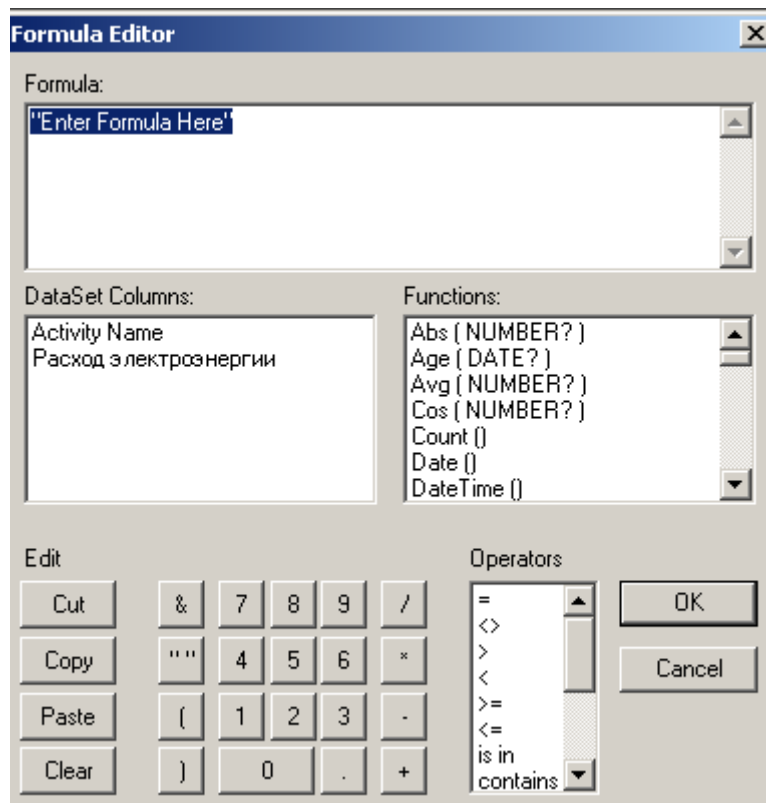 Formula Editor
Formula:
"Enter Formula Here"
DataSet Columns:
Activity Name
Расход электроэнергии
Functions:
Abs ( NUMBER? )
Age ( DATE? )
Avg ( NUMBER? )
Cos ( NUMBER? )
Count ()
Date ()
DateTime ()
Edit
Cut
Copy
Paste
Clear
& 7 8 9 /
" " 4 5 6 *
( 1 2 3 -
) 0 . +
Operators
=
<>
>
<
>=
<=
is in
contains
OK
Cancel